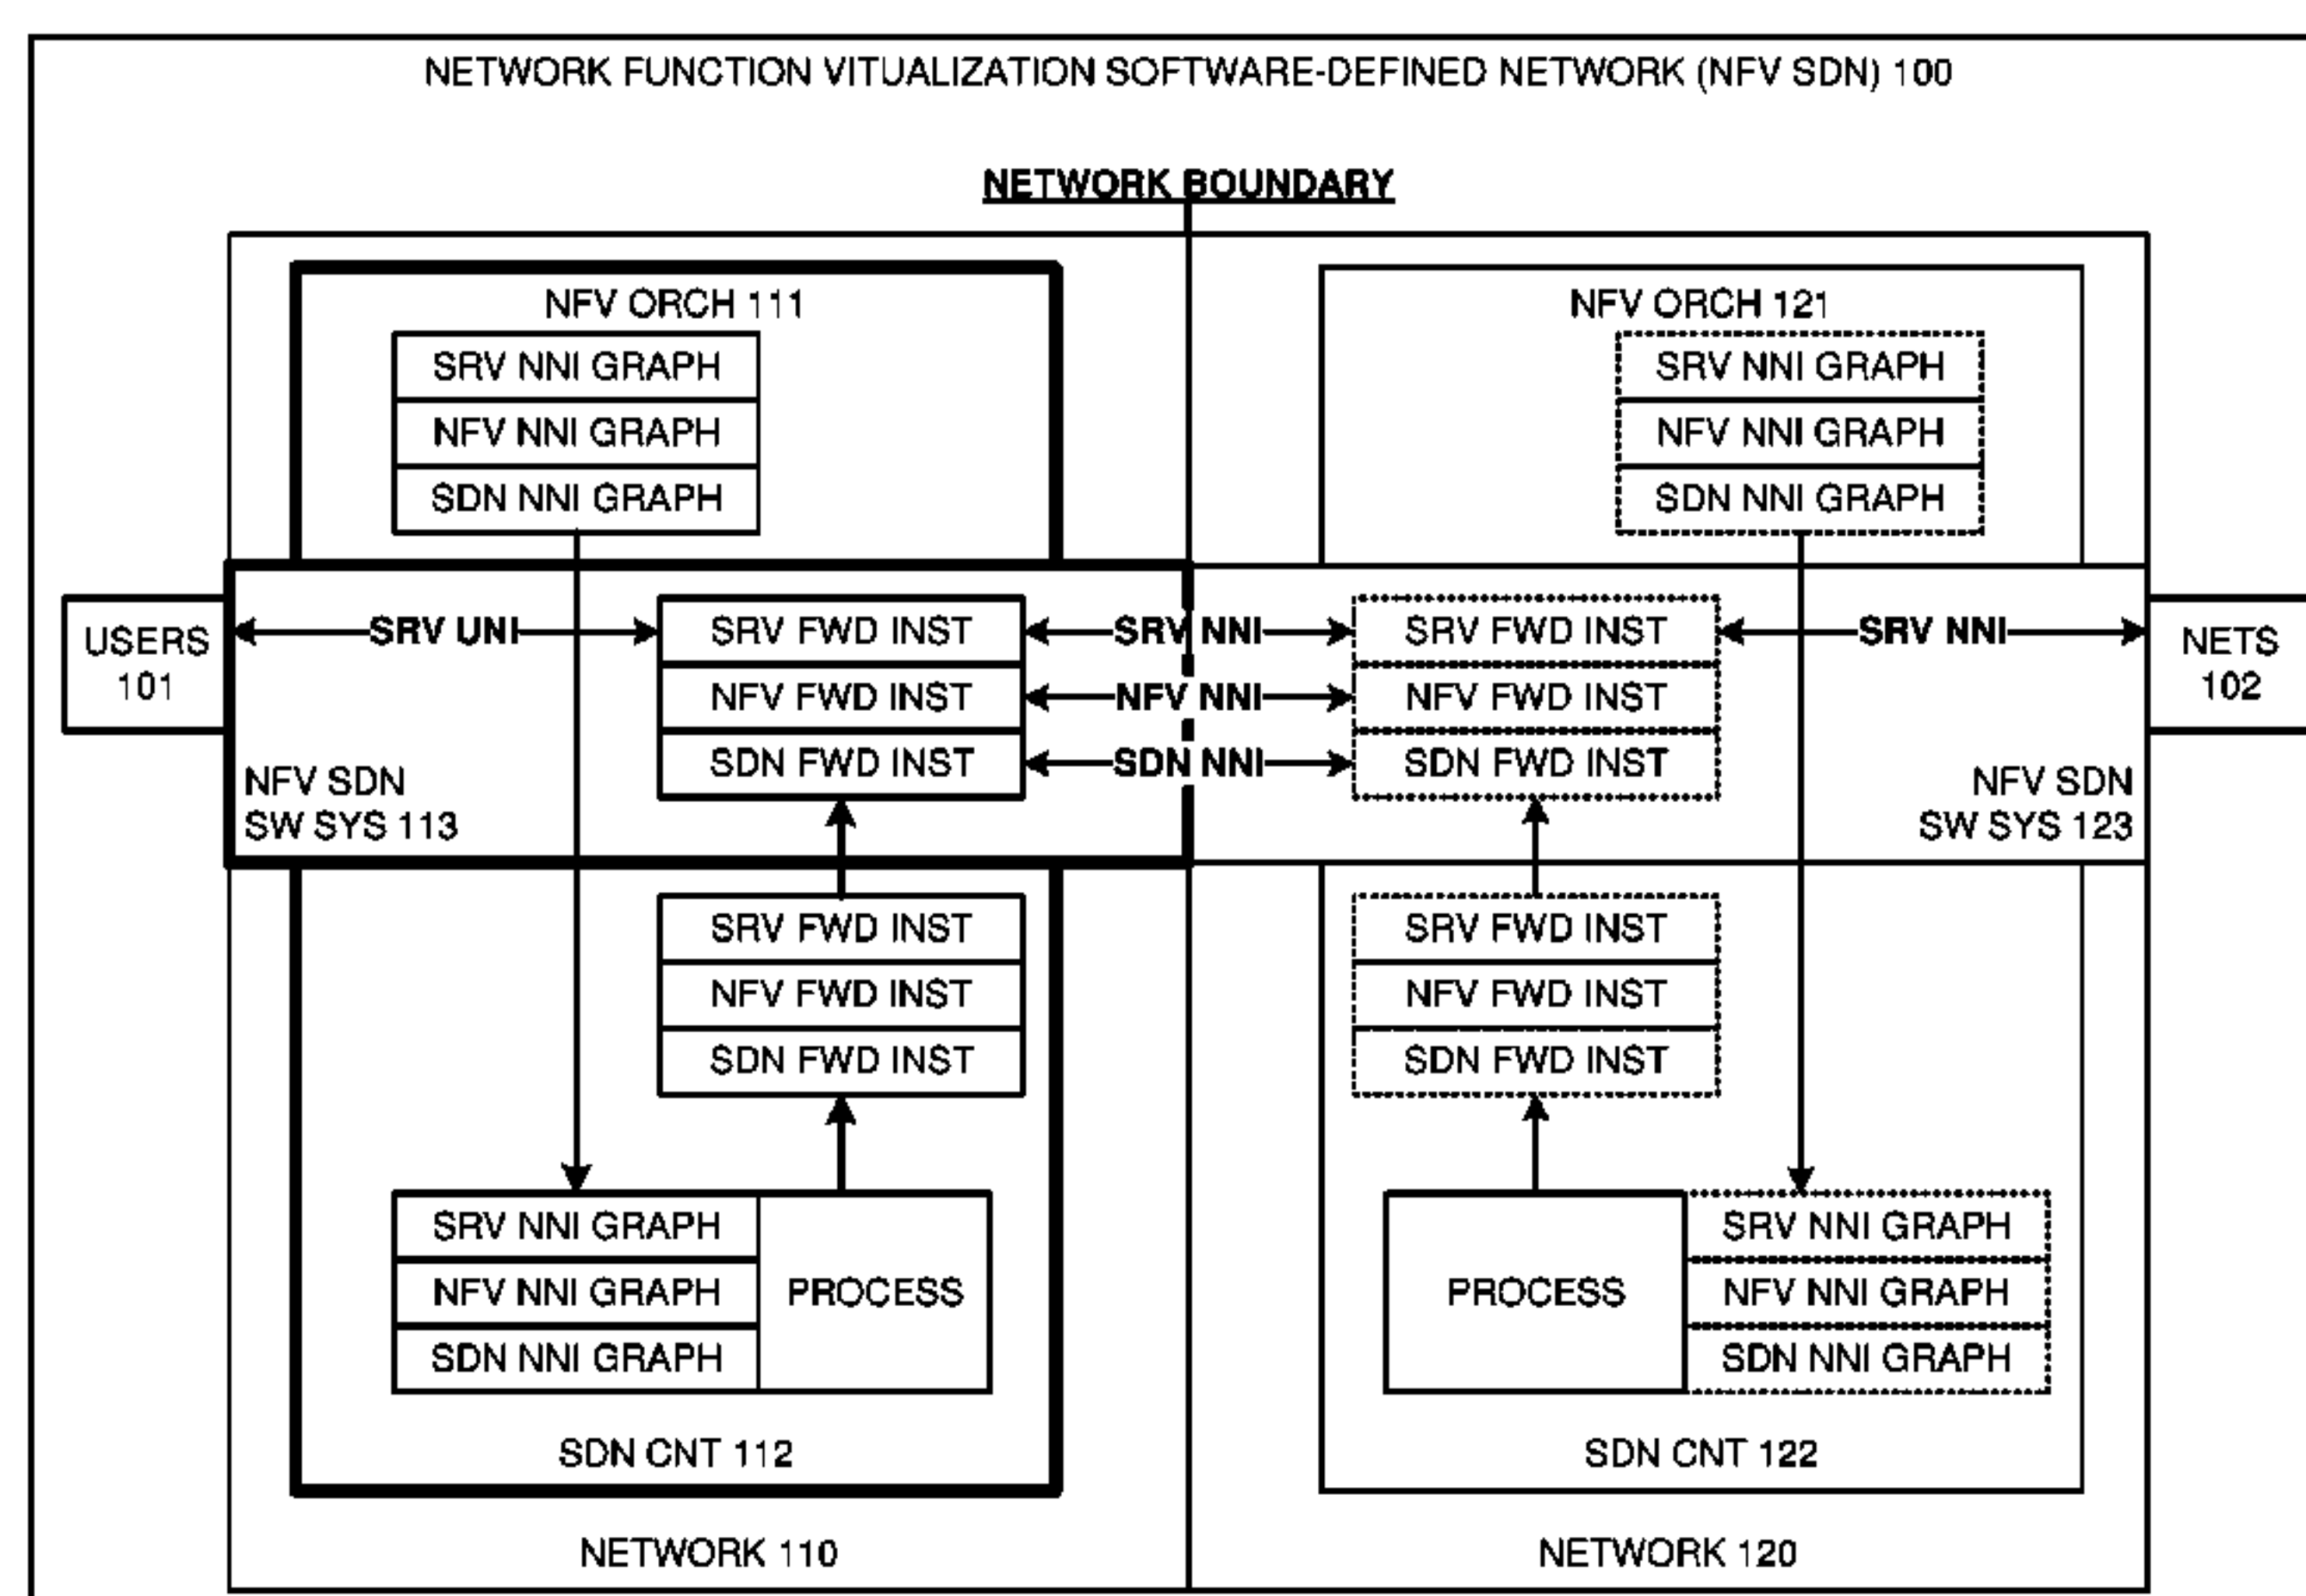 NETWORK FUNCTION VITUALIZATION SOFTWARE-DEFINED NETWORK (NFV SDN) 100
NETWORK BOUNDARY
NFV ORCH 111
SRV NNI GRAPH
NFV NNI GRAPH
SDN NNI GRAPH
NFV ORCH 121
SRV NNI GRAPH
NFV NNI GRAPH
SDN NNI GRAPH
USERS
101
SRV UNI
SRV FWD INST
NFV FWD INST
SDN FWD INST
SRV NNI
NFV NNI
SDN NNI
SRV FWD INST
NFV FWD INST
SDN FWD INST
SRV NNI
NETS
102
NFV SDN
SW SYS 113
NFV SDN
SW SYS 123
SRV FWD INST
NFV FWD INST
SDN FWD INST
SRV FWD INST
NFV FWD INST
SDN FWD INST
SRV NNI GRAPH
NFV NNI GRAPH
SDN NNI GRAPH
PROCESS
PROCESS
SRV NNI GRAPH
NFV NNI GRAPH
SDN NNI GRAPH
SDN CNT 112
SDN CNT 122
NETWORK 110
NETWORK 120